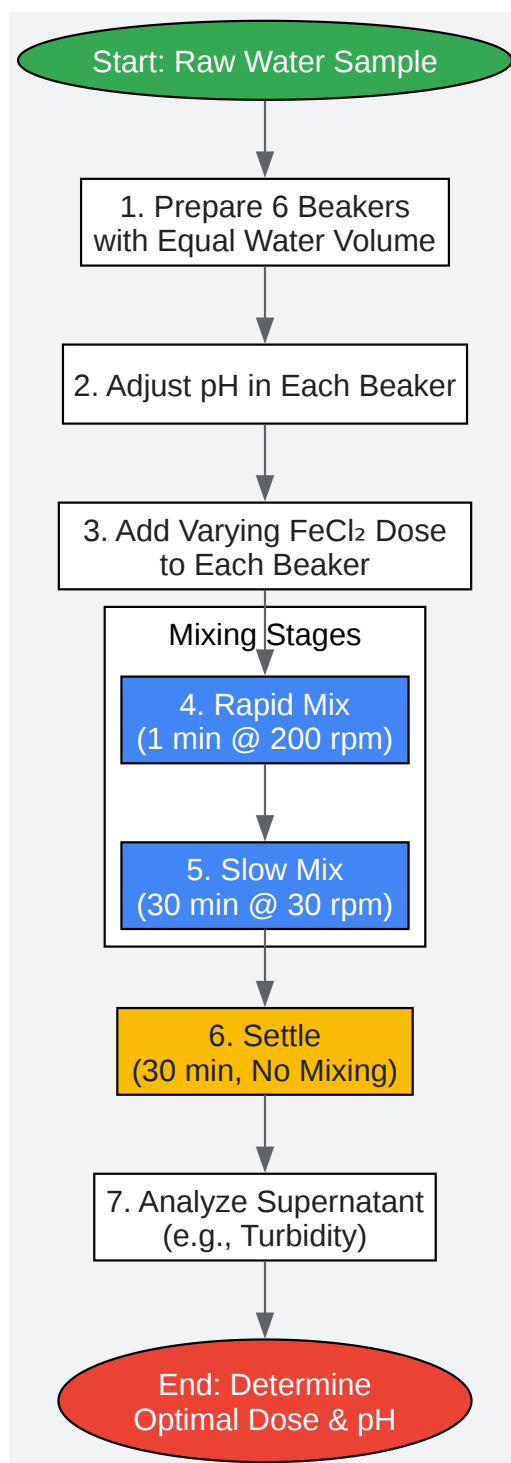 Start: Raw Water Sample
1. Prepare 6 Beakers
with Equal Water Volume
2. Adjust pH in Each Beaker
3. Add Varying FeCl₂ Dose
to Each Beaker
Mixing Stages
4. Rapid Mix
(1 min @ 200 rpm)
5. Slow Mix
(30 min @ 30 rpm)
6. Settle
(30 min, No Mixing)
7. Analyze Supernatant
(e.g., Turbidity)
End: Determine
Optimal Dose & pH